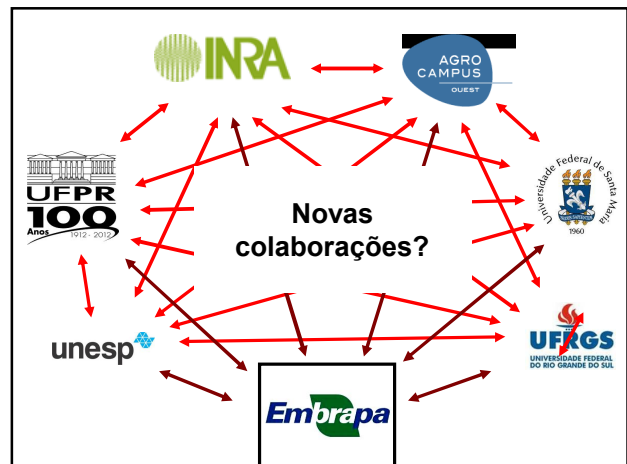 INRA
AGRO
CAMPUS
OUEST
UFPR
100
Anos 1912 - 2012
Universidade Federal de Santa Maria
1960
Novas
colaborações?
unesp
UFRGS
UNIVERSIDADE FEDERAL
DO RIO GRANDE DO SUL
Embrapa